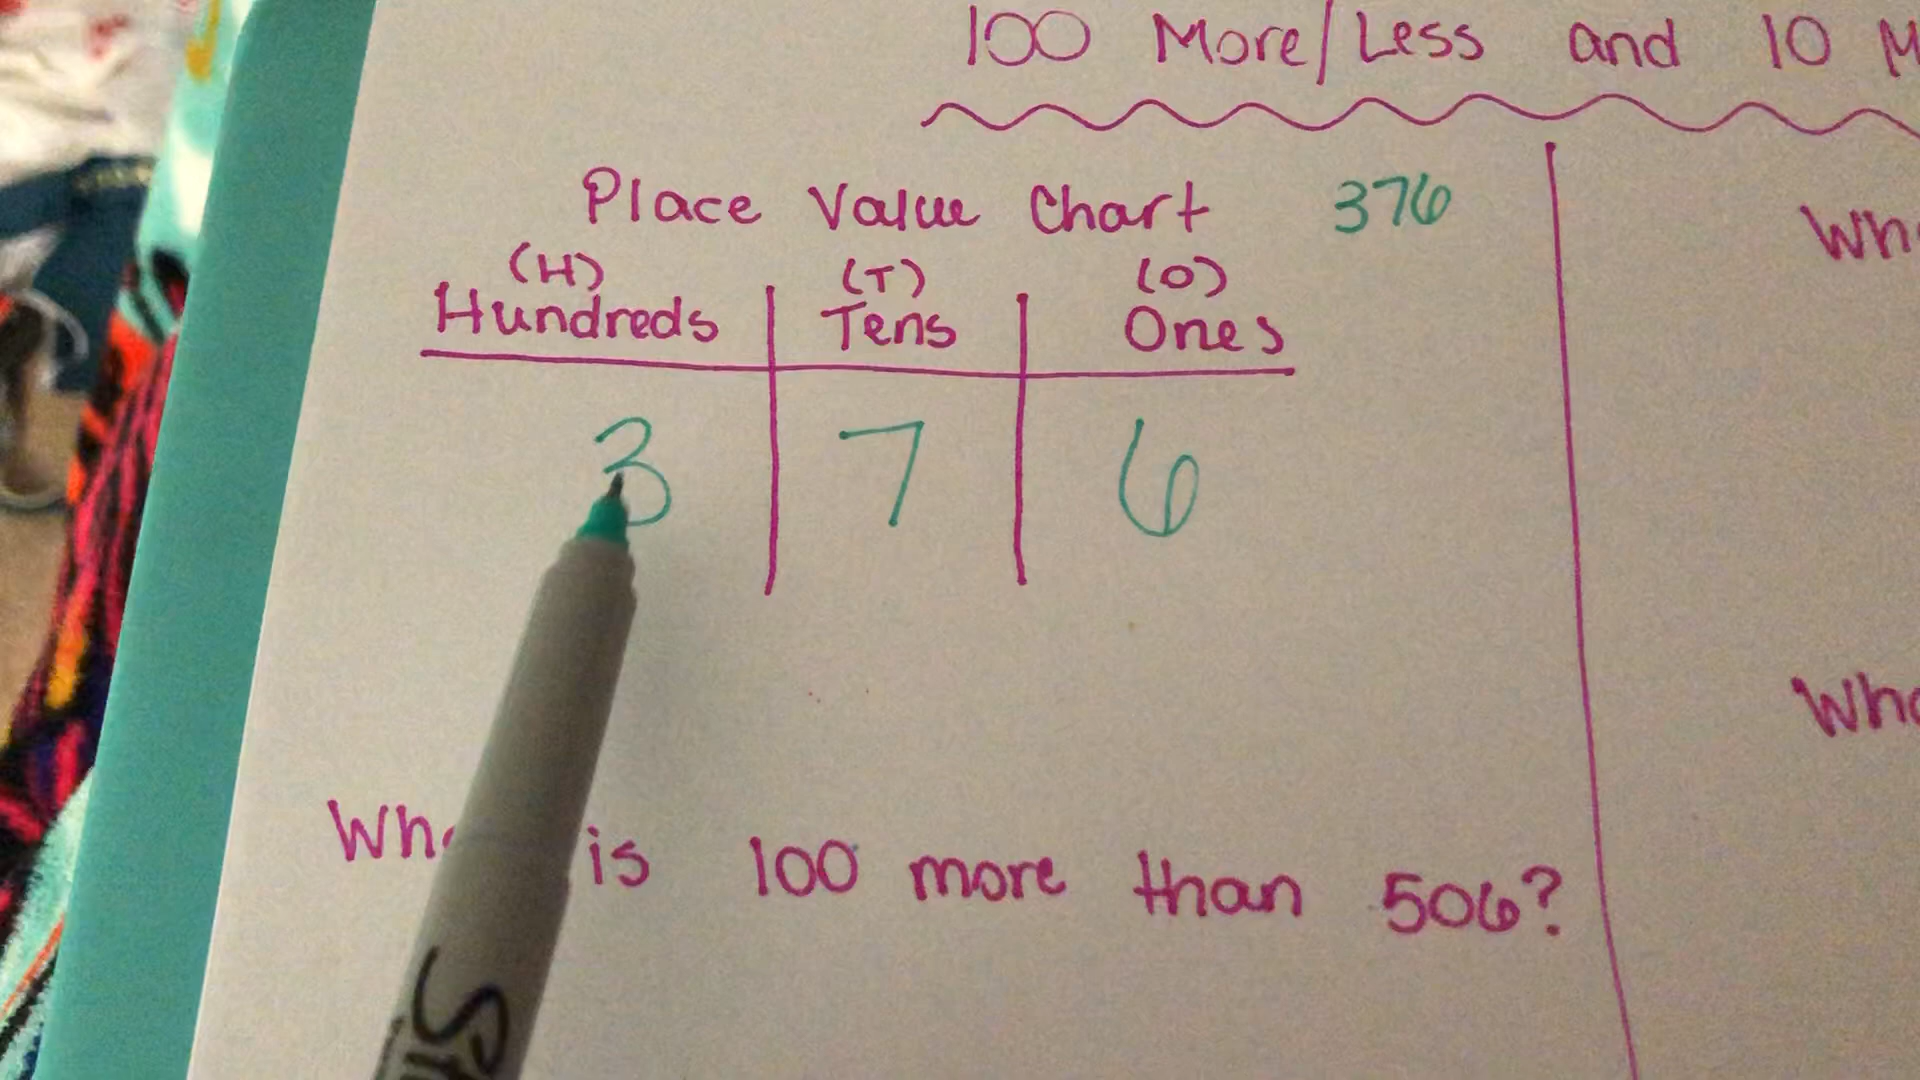 100 More/Less and 10
Place Value Chart 376
(H) (T) (O)
Hundreds Tens Ones
3 7 6
is 100 more than 506?